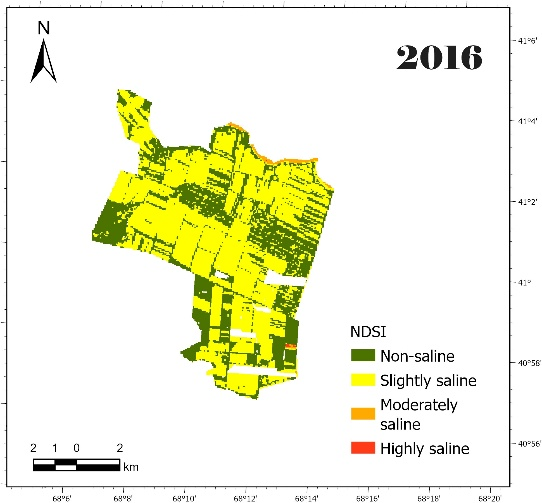 N
2016
41°6'
41°4'
41°2'
41°
40°58'
40°56'
NDSI
Non-saline
Slightly saline
Moderately
saline
Highly saline
2 1 0 2
km
68°6' 68°8' 68°10' 68°12' 68°14' 68°16' 68°18' 68°20'